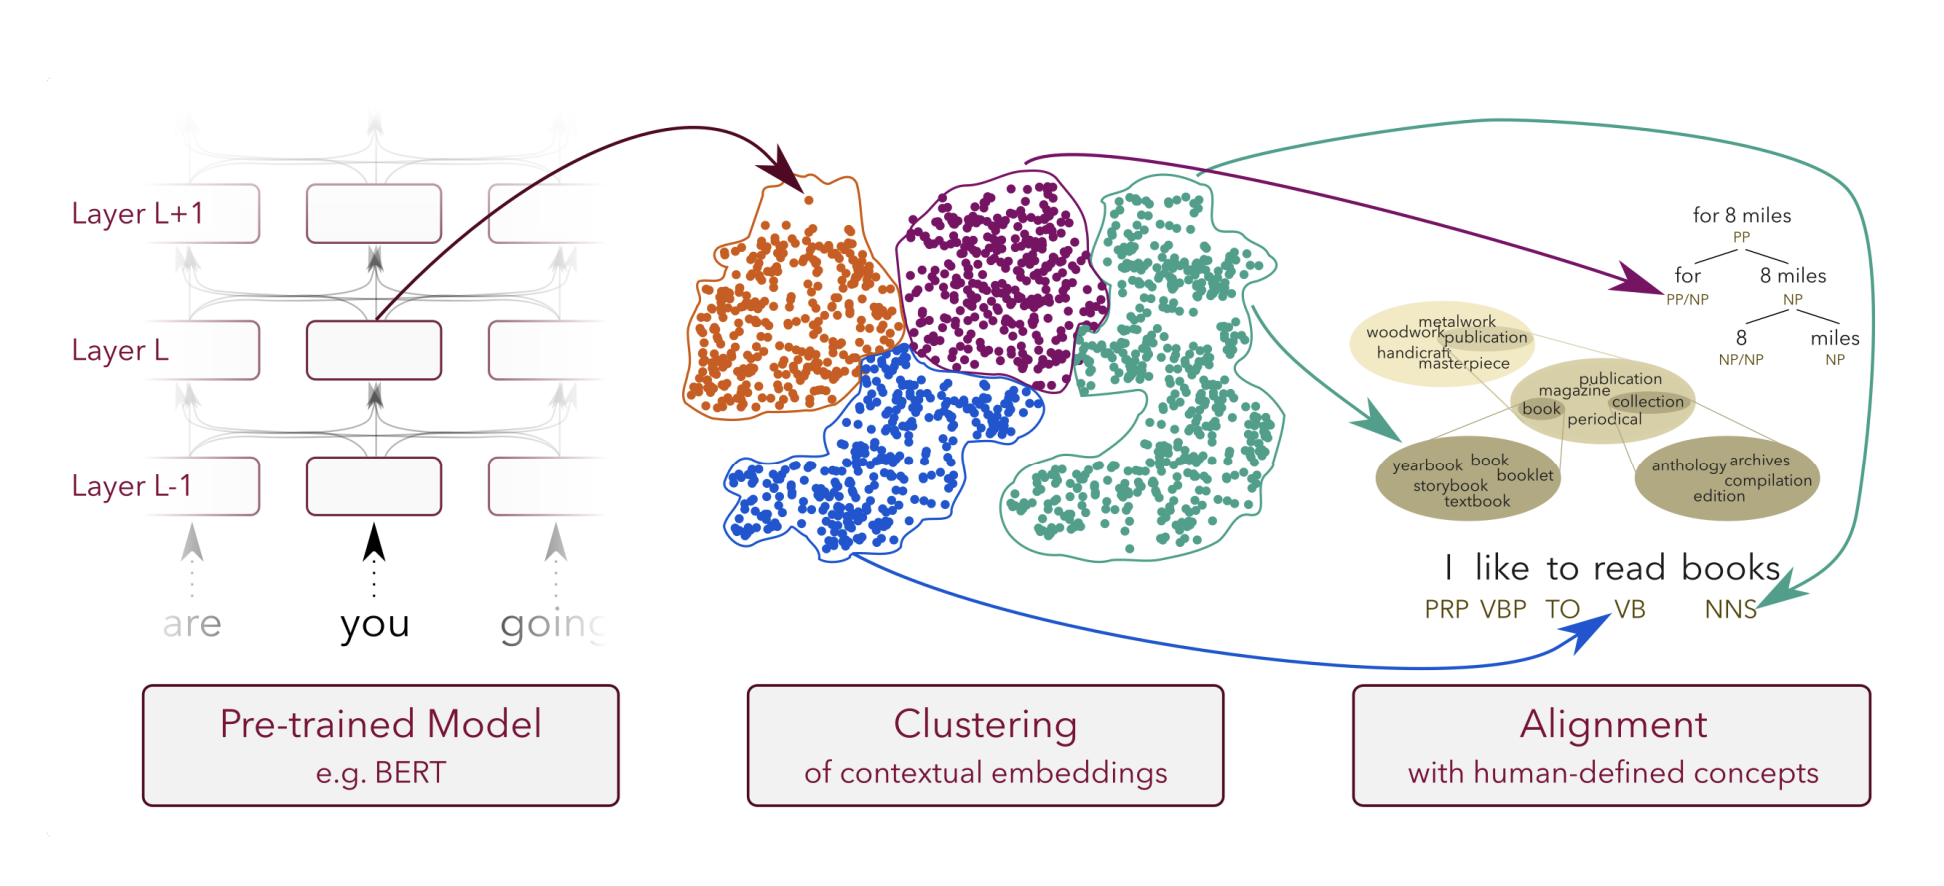 Layer L+1
Layer L
Layer L-1
are you going
Pre-trained Model
e.g. BERT
Clustering
of contextual embeddings
for 8 miles
PP
for 8 miles
PP/NP NP
8 miles
NP/NP NP
metalwork
woodwork publication
handicraft
masterpiece
publication
magazine
book collection
periodical
yearbook book
booklet
storybook
textbook
anthology archives
compilation
edition
I like to read books
PRP VBP TO VB NNS
Alignment
with human-defined concepts